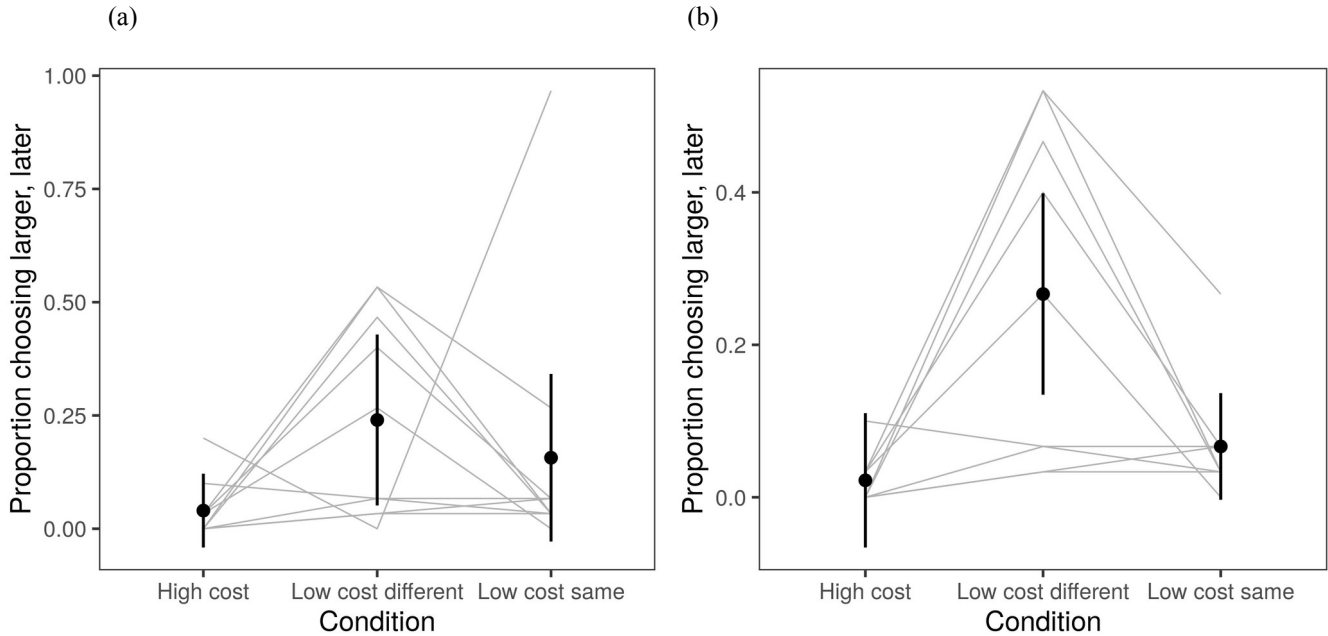 (a)
Proportion choosing larger, later
1.00
0.75
0.50
0.25
0.00
High cost
Low cost different
Low cost same
Condition
(b)
Proportion choosing larger, later
0.4
0.2
0.0
High cost
Low cost different
Low cost same
Condition